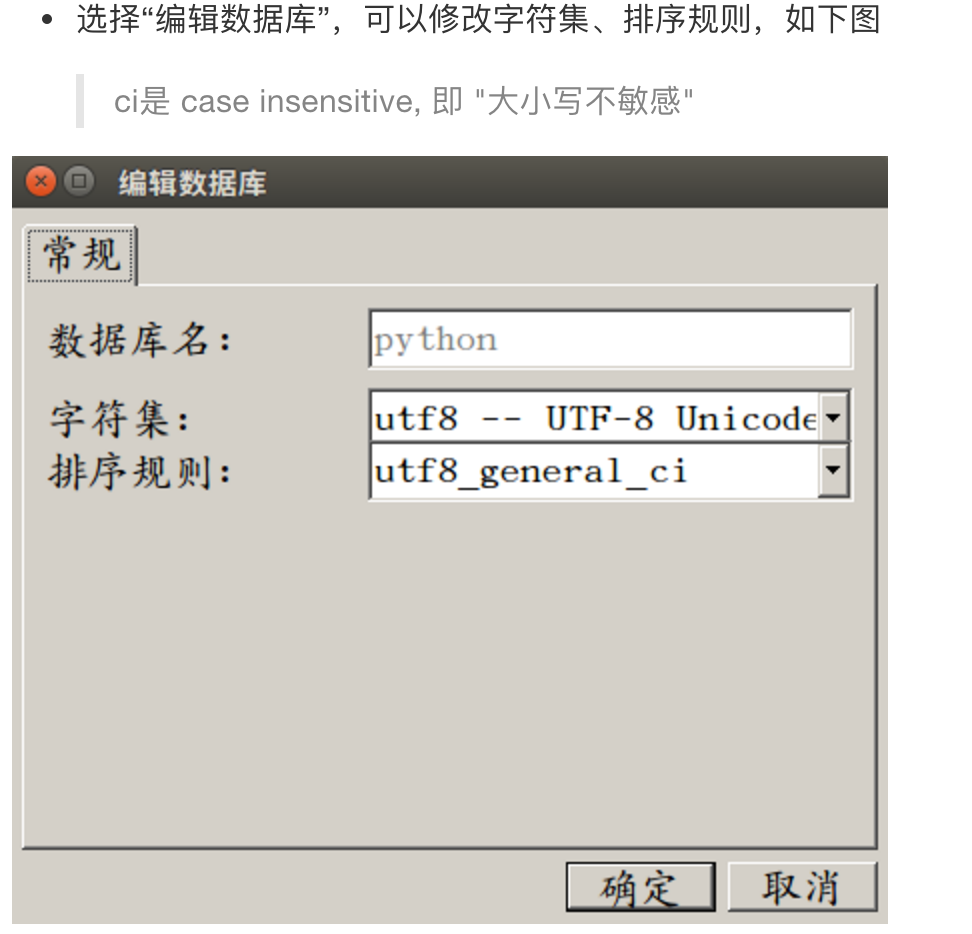 选择“编辑数据库”，可以修改字符集、排序规则，如下图
ci是 case insensitive, 即 "大小写不敏感"
编辑数据库
常规
数据库名： python
字符集： utf8 -- UTF-8 Unicode
排序规则： utf8_general_ci
确定 取消